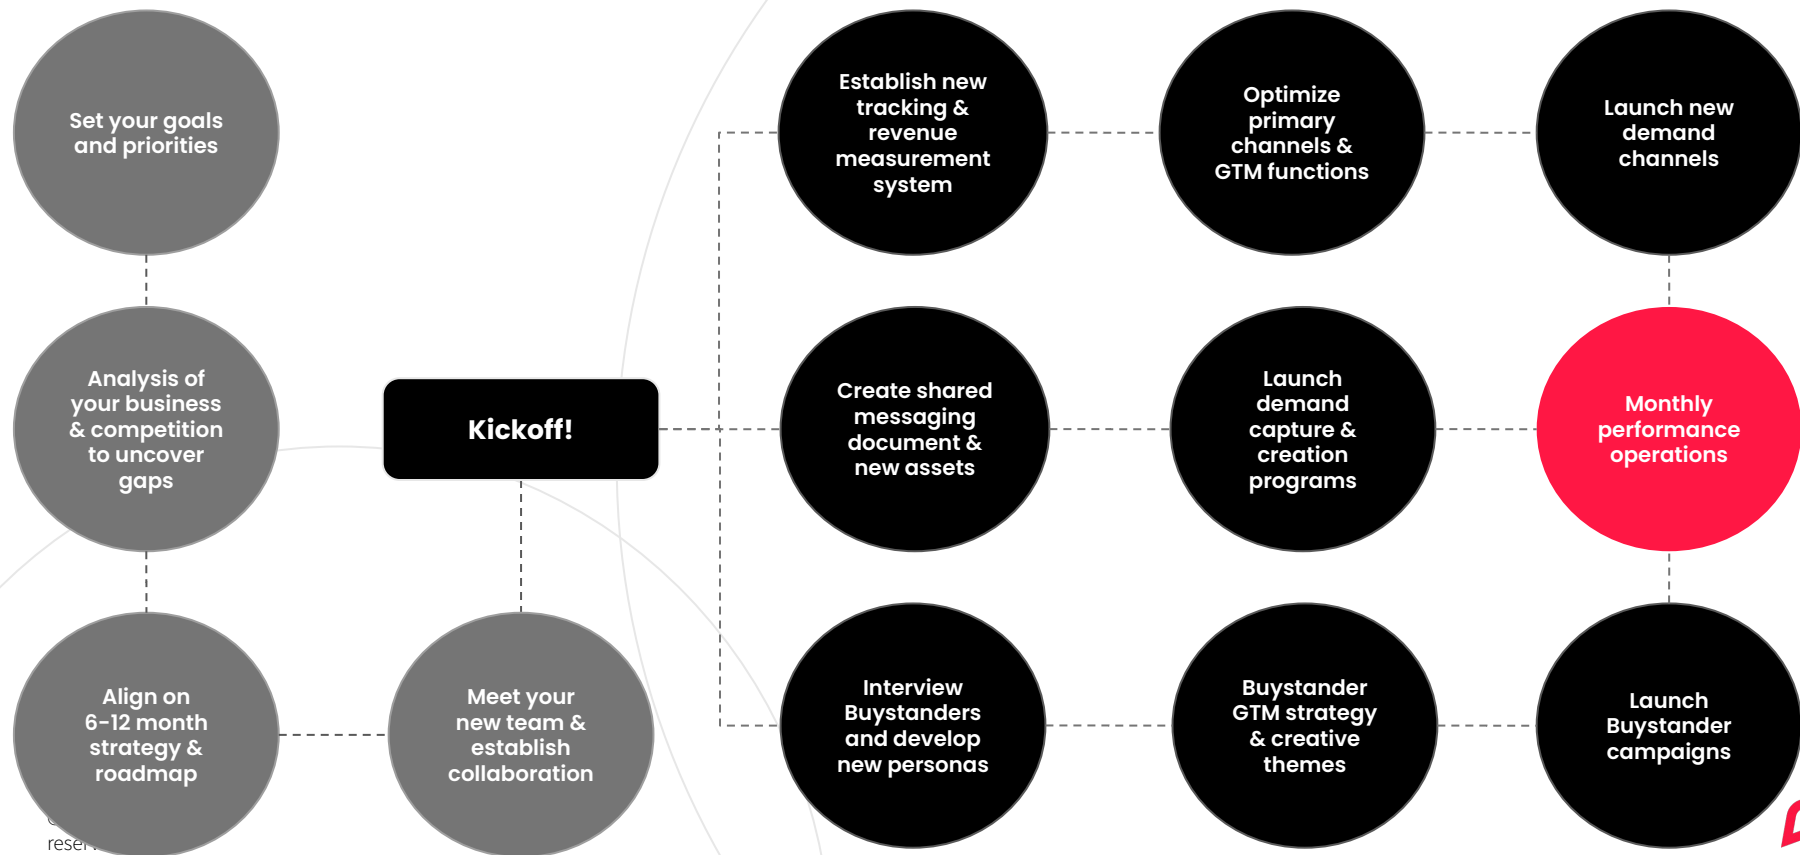 Set your goals
and priorities
Analysis of
your business
& competition
to uncover
gaps
Align on
6-12 month
strategy &
roadmap
Meet your
new team &
establish
collaboration
Kickoff!
Establish new
tracking &
revenue
measurement
system
Optimize
primary
channels &
GTM functions
Launch new
demand
channels
Create shared
messaging
document &
new assets
Launch
demand
capture &
creation
programs
Monthly
performance
operations
Interview
Buystanders
and develop
new personas
Buystander
GTM strategy
& creative
themes
Launch
Buystander
campaigns